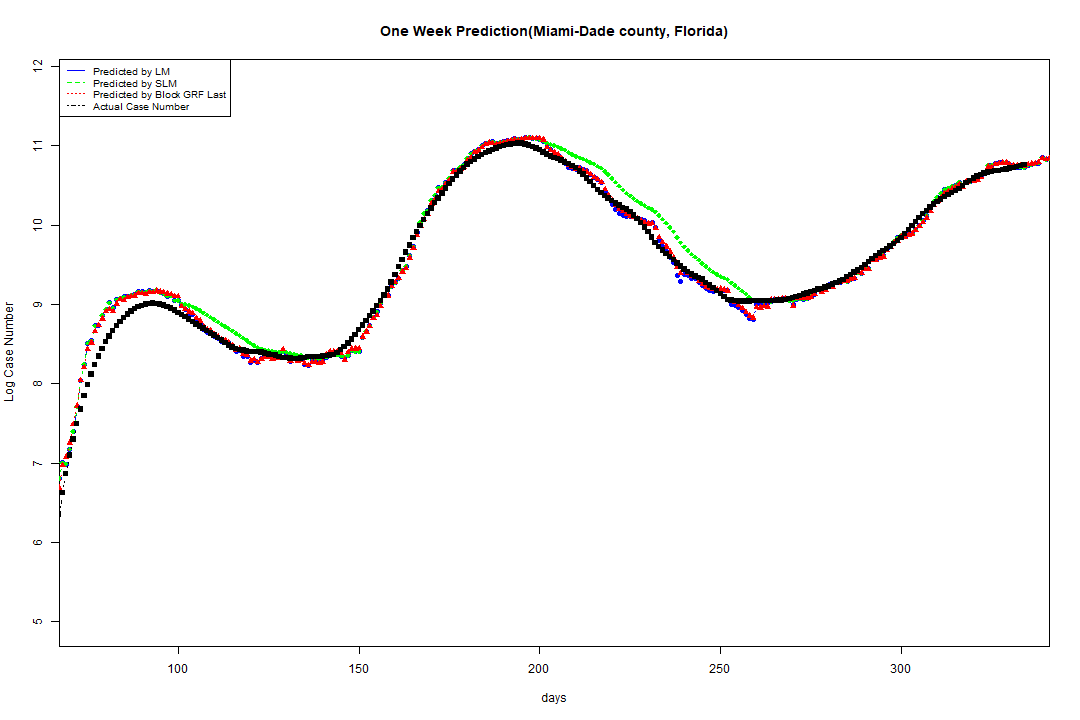 One Week Prediction(Miami-Dade county, Florida)
Predicted by LM
Predicted by SLM
Predicted by Block GRF Last
Actual Case Number
12
11
10
9
8
7
6
5
Log Case Number
100 150 200 250 300
days